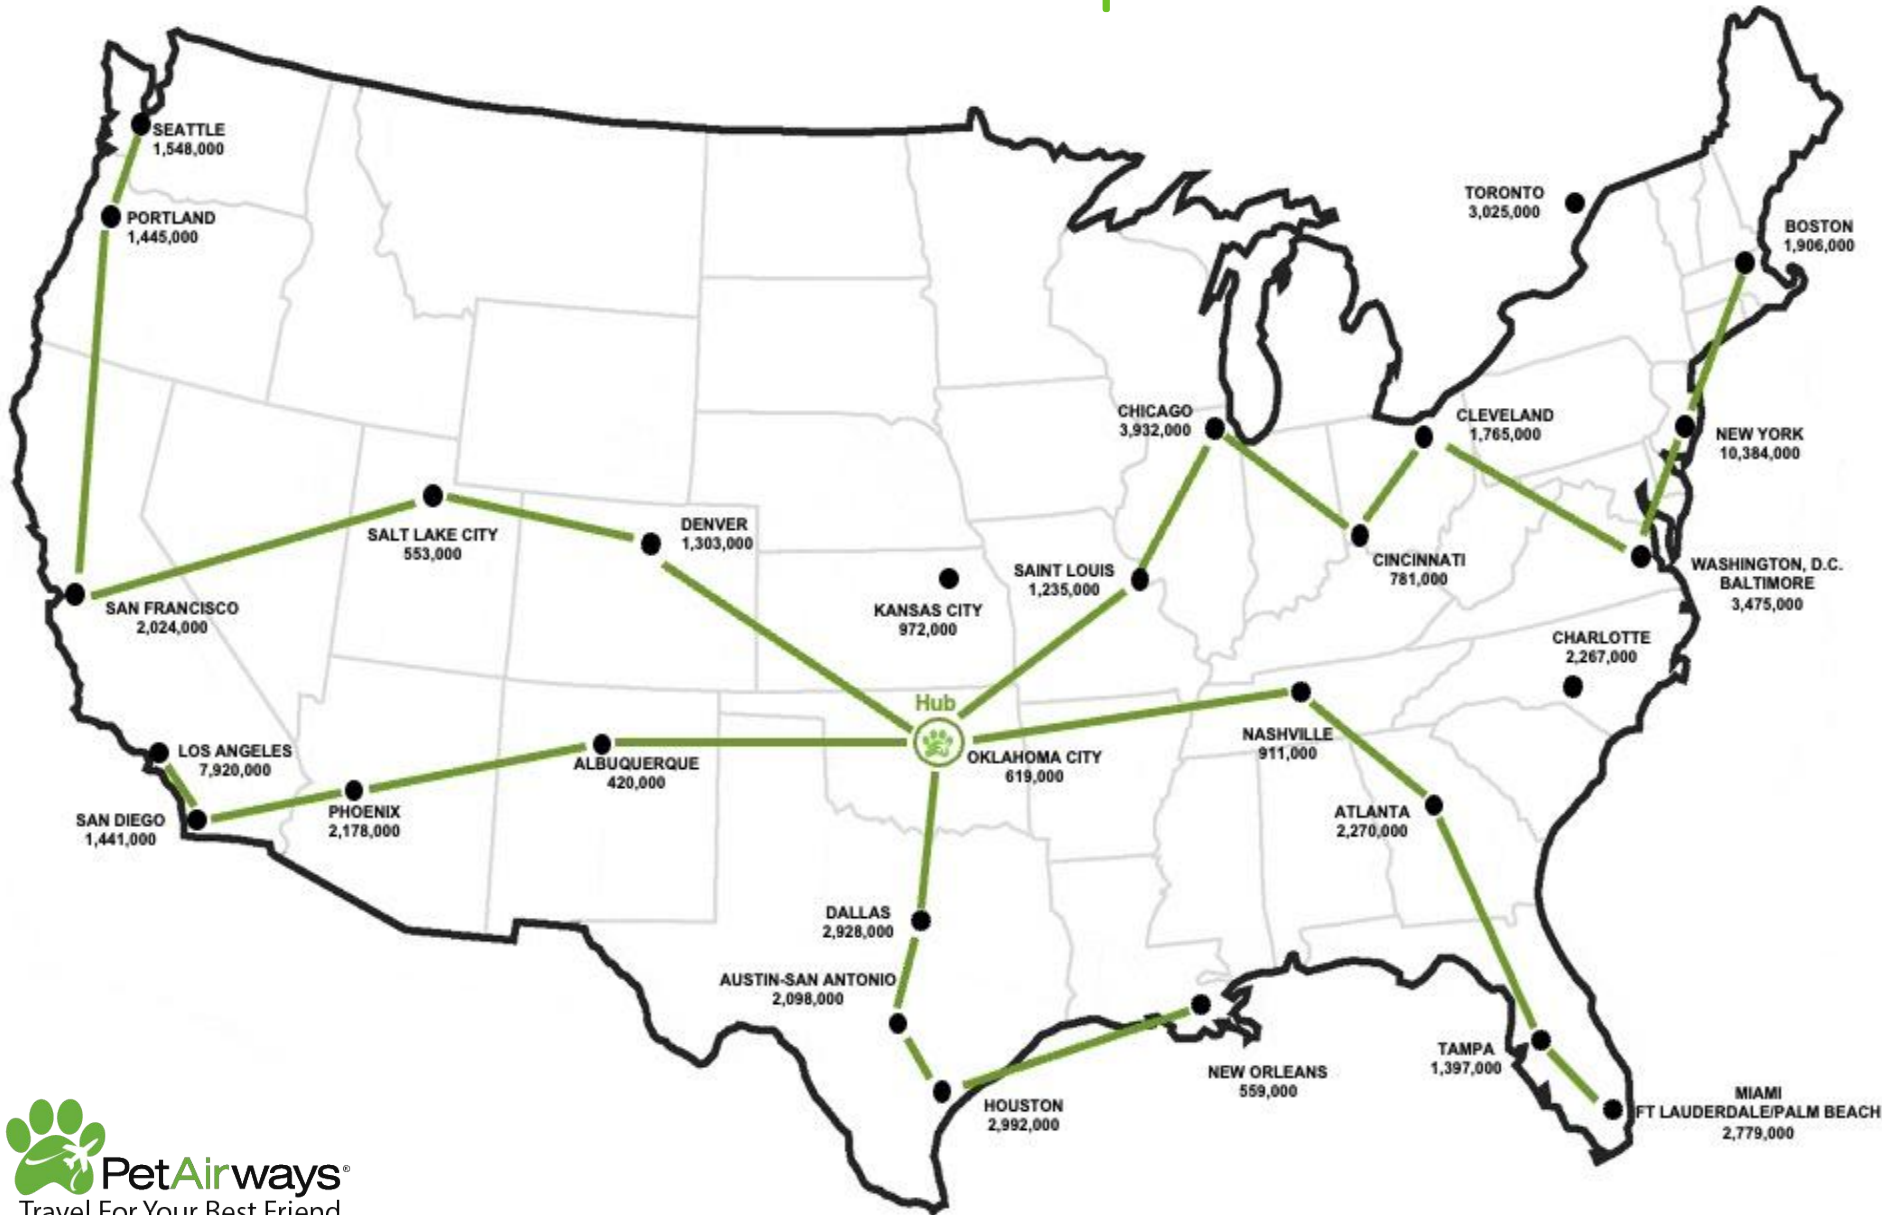 SEATTLE
1,548,000
PORTLAND
1,445,000
TORONTO
3,025,000
BOSTON
1,906,000
CHICAGO
3,932,000
CLEVELAND
1,765,000
NEW YORK
10,384,000
SALT LAKE CITY
553,000
DENVER
1,303,000
SAINT LOUIS
1,235,000
CINCINNATI
781,000
WASHINGTON, D.C.
BALTIMORE
3,475,000
SAN FRANCISCO
2,024,000
KANSAS CITY
972,000
CHARLOTTE
2,267,000
Hub
OKLAHOMA CITY
619,000
NASHVILLE
911,000
LOS ANGELES
7,920,000
ALBUQUERQUE
420,000
SAN DIEGO
1,441,000
PHOENIX
2,178,000
ATLANTA
2,270,000
DALLAS
2,928,000
AUSTIN-SAN ANTONIO
2,098,000
TAMPA
1,397,000
NEW ORLEANS
559,000
HOUSTON
2,992,000
MIAMI
FT LAUDERDALE/PALM BEACH
2,779,000
PetAirways®
Travel For Your Best Friend